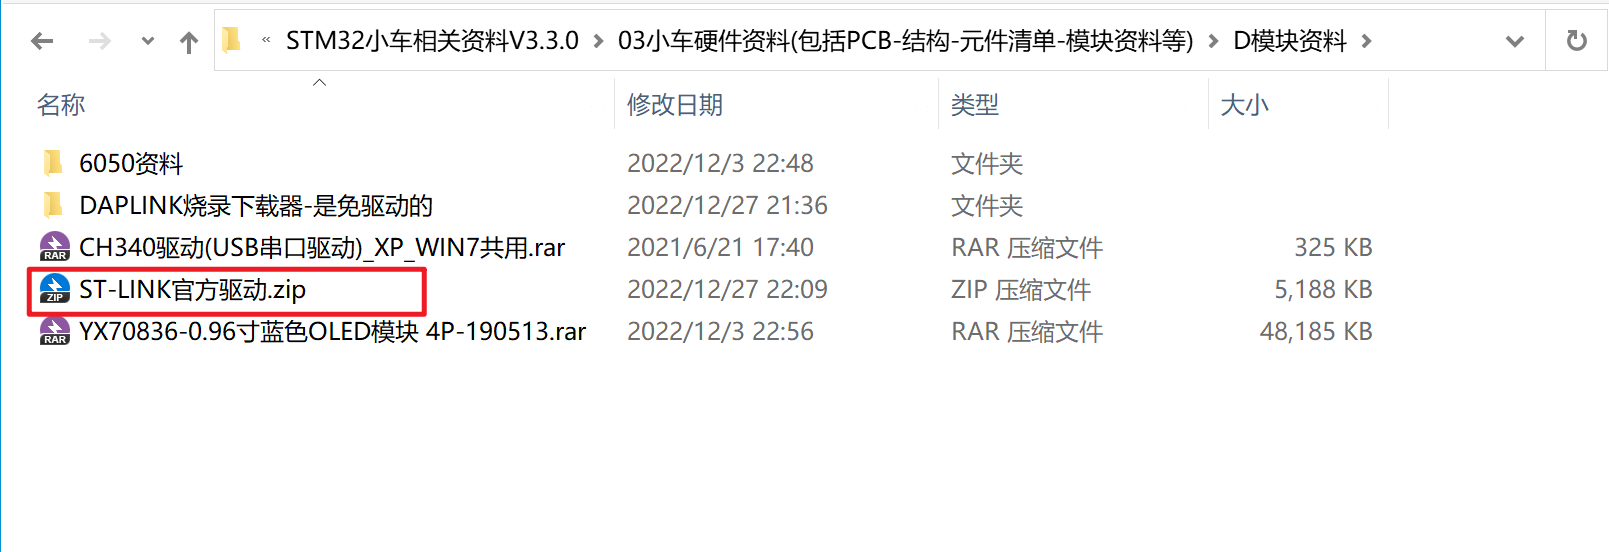 « STM32小车相关资料V3.3.0 > 03小车硬件资料(包括PCB-结构-元件清单-模块资料等) > D模块资料 >
名称 修改日期 类型 大小
6050资料 2022/12/3 22:48 文件夹
DAPLINK烧录下载器-是免驱动的 2022/12/27 21:36 文件夹
RAR CH340驱动(USB串口驱动)_XP_WIN7共用.rar 2021/6/21 17:40 RAR 压缩文件 325 KB
ZIP ST-LINK官方驱动.zip 2022/12/27 22:09 ZIP 压缩文件 5,188 KB
RAR YX70836-0.96寸蓝色OLED模块 4P-190513.rar 2022/12/3 22:56 RAR 压缩文件 48,185 KB